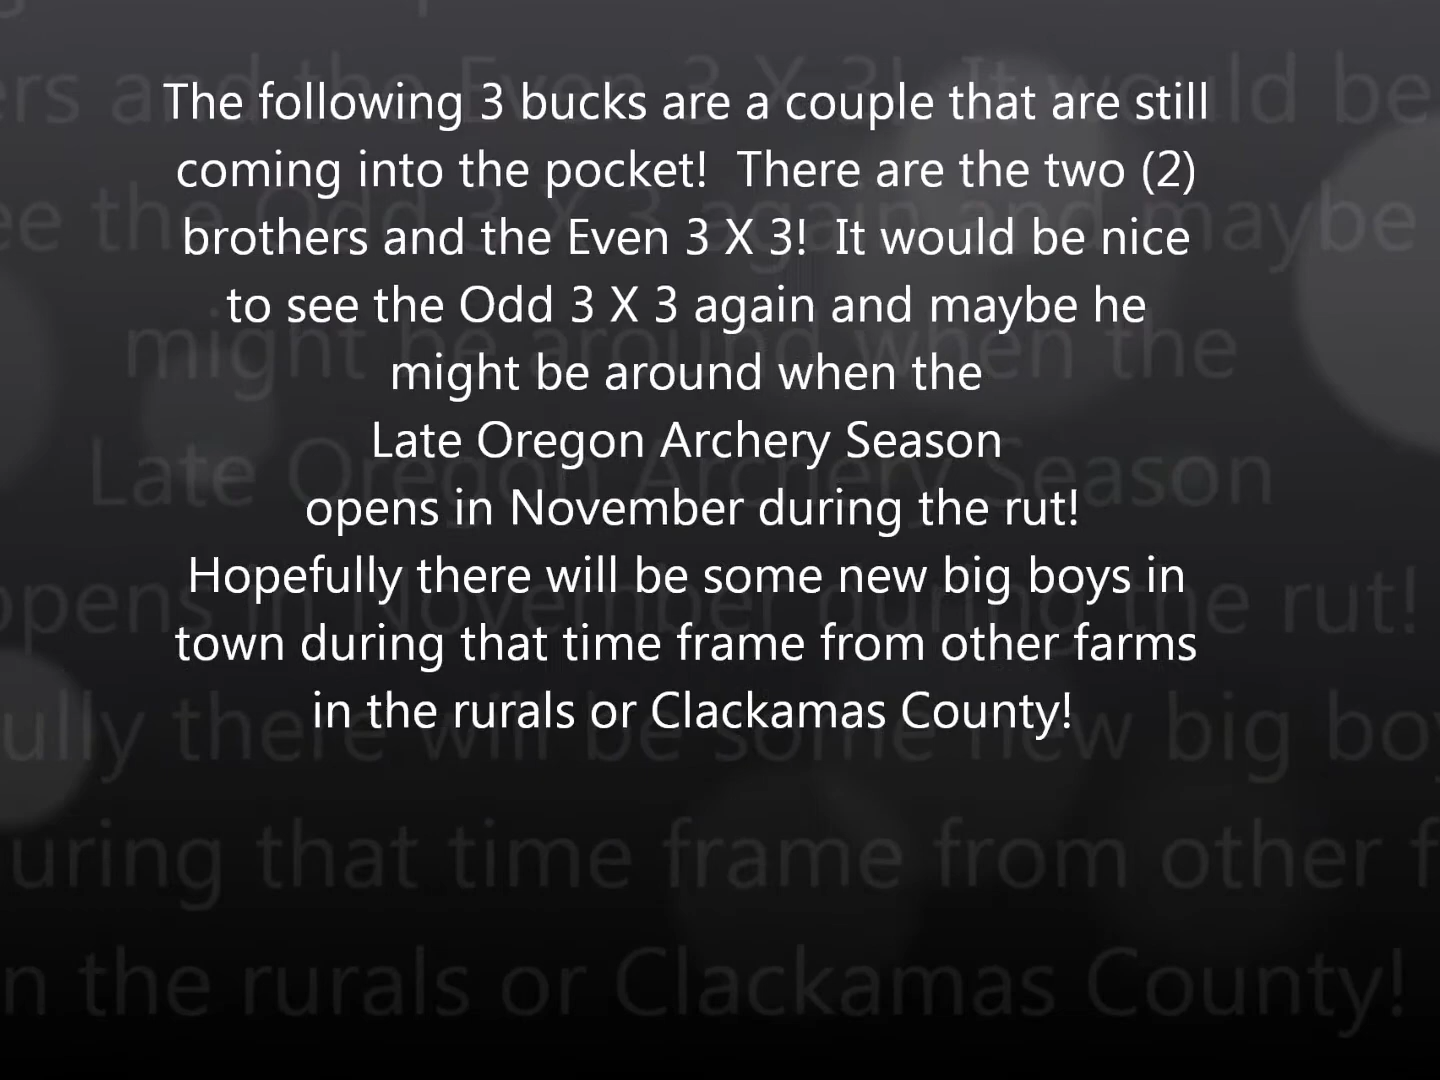 The following 3 bucks are a couple that are still
coming into the pocket!  There are the two (2)
brothers and the Even 3 X 3!  It would be nice
to see the Odd 3 X 3 again and maybe he
might be around when the
Late Oregon Archery Season
opens in November during the rut!
Hopefully there will be some new big boys in
town during that time frame from other farms
in the rurals or Clackamas County!